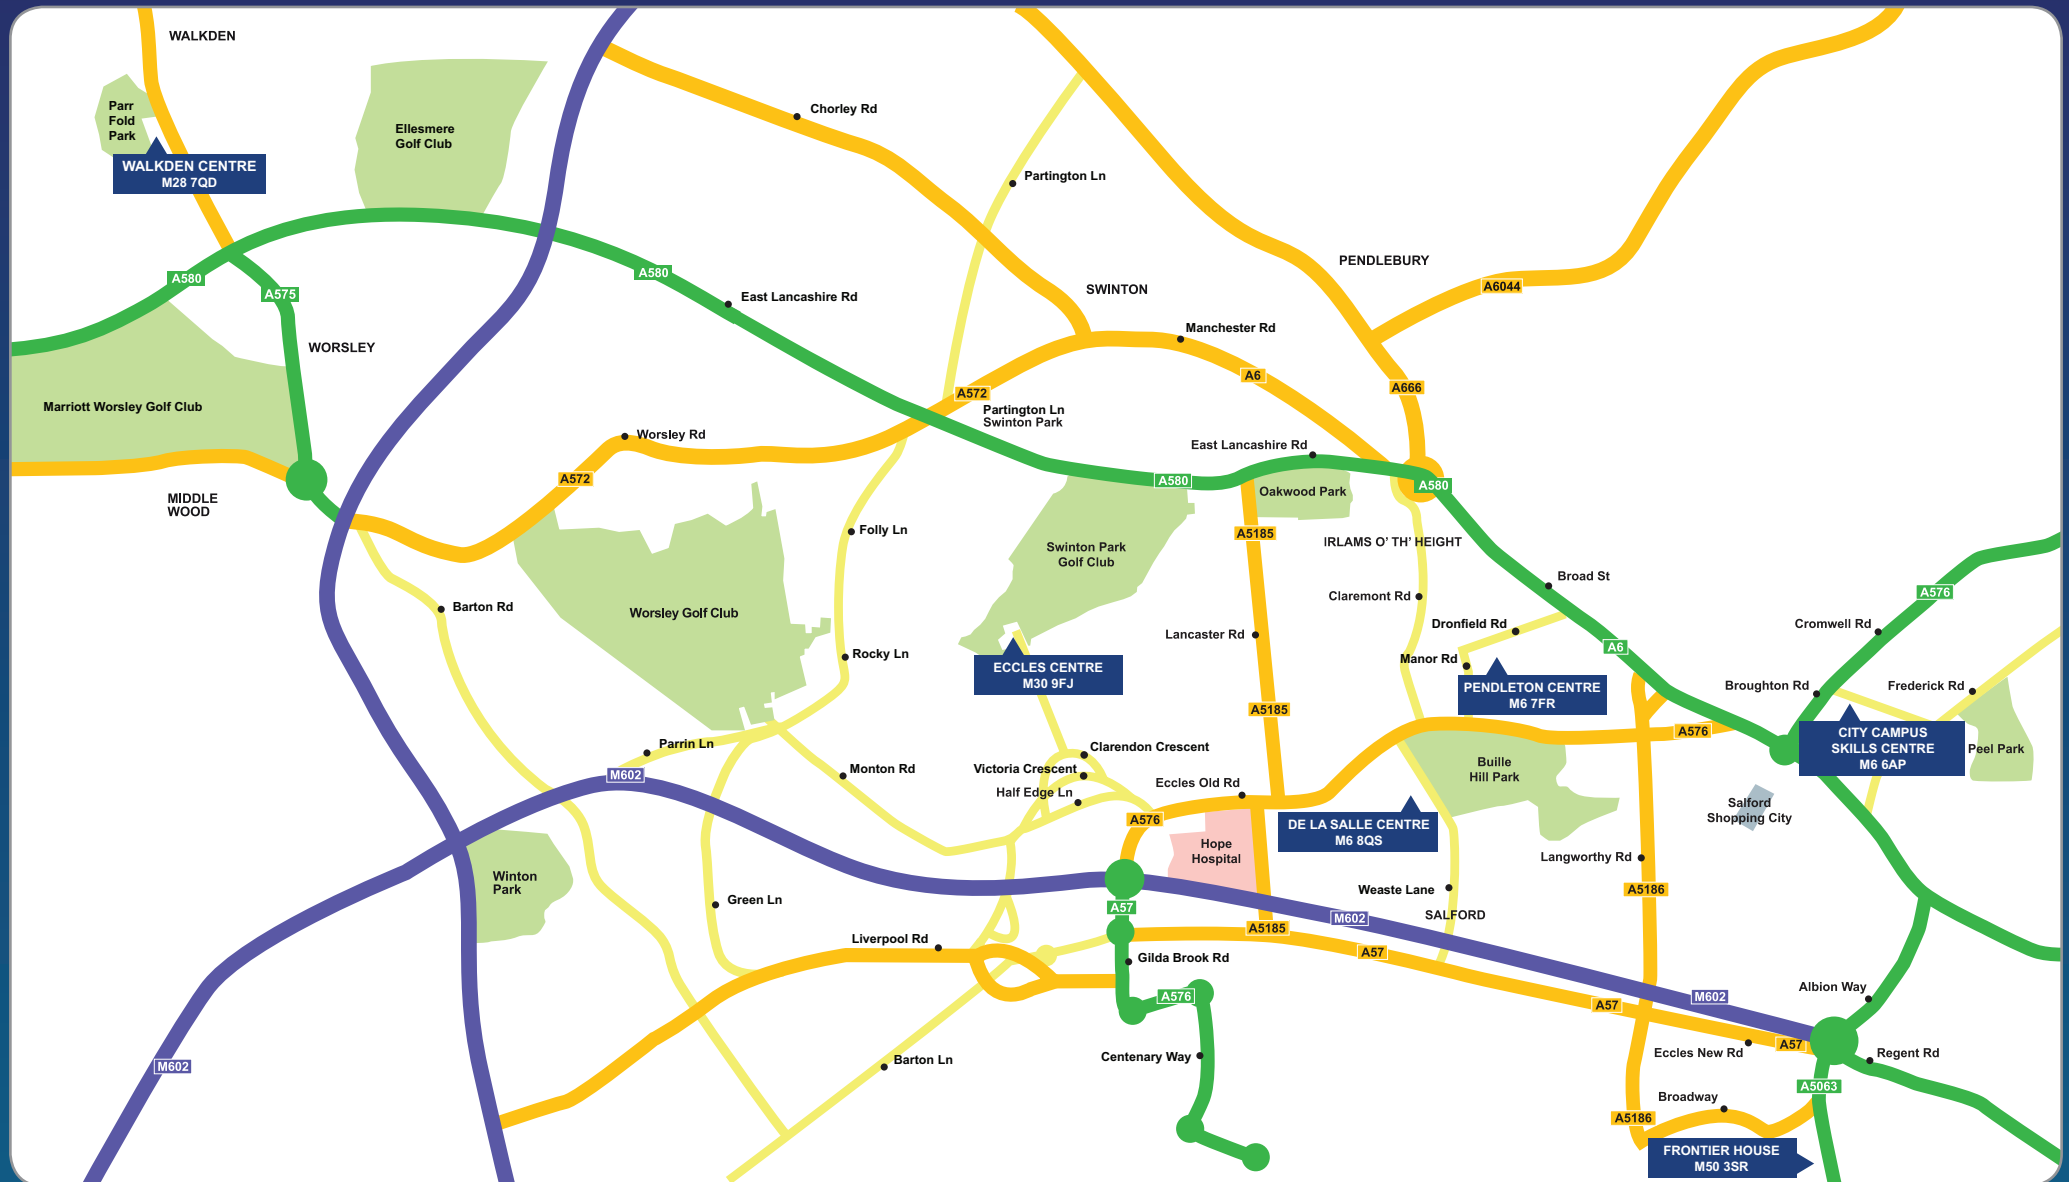 WALKDEN
Parr
Fold
Park
WALKDEN CENTRE
M28 7QD
Ellesmere
Golf Club
Chorley Rd
Partington Ln
PENDLEBURY
A6044
A580
A575
A580
East Lancashire Rd
SWINTON
Manchester Rd
WORSLEY
A6
A666
A572
Marriott Worsley Golf Club
Partington Ln
Swinton Park
Worsley Rd
East Lancashire Rd
A572
A580
A580
Oakwood Park
MIDDLE
WOOD
Folly Ln
A5185
IRLAMS O' TH' HEIGHT
Swinton Park
Golf Club
Broad St
A576
Claremont Rd
Barton Rd
Worsley Golf Club
Dronfield Rd
Cromwell Rd
Lancaster Rd
A6
Rocky Ln
Manor Rd
ECCLES CENTRE
M30 9FJ
PENDLETON CENTRE
M6 7FR
Broughton Rd
Frederick Rd
A5185
A576
Parrin Ln
Clarendon Crescent
CITY CAMPUS
SKILLS CENTRE
M6 6AP
Peel Park
M602
Monton Rd
Victoria Crescent
Half Edge Ln
Eccles Old Rd
Buille
Hill Park
Salford
Shopping City
A576
DE LA SALLE CENTRE
M6 8QS
Hope
Hospital
Langworthy Rd
Winton
Park
Weaste Lane
A5186
Green Ln
A57
M602
SALFORD
A5185
Liverpool Rd
A57
Gilda Brook Rd
Albion Way
A576
M602
A57
Centenary Way
Barton Ln
Eccles New Rd
A57
Regent Rd
M602
A5063
Broadway
A5186
FRONTIER HOUSE
M50 3SR